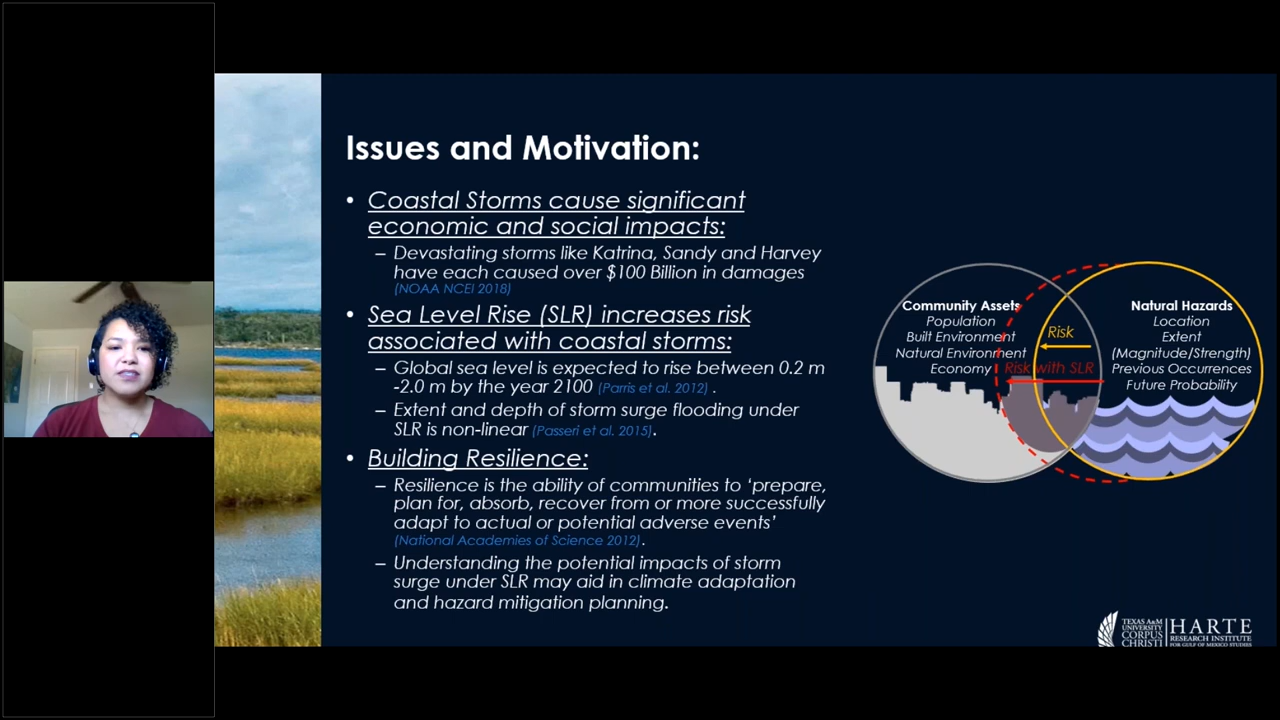 Issues and Motivation:
• Coastal Storms cause significant
economic and social impacts:
– Devastating storms like Katrina, Sandy and Harvey
have each caused over $100 Billion in damages
(NOAA NCEI 2018)
• Sea Level Rise (SLR) increases risk
associated with coastal storms:
– Global sea level is expected to rise between 0.2 m
-2.0 m by the year 2100 (Parris et al. 2012) .
– Extent and depth of storm surge flooding under
SLR is non-linear (Passeri et al. 2015).
• Building Resilience:
– Resilience is the ability of communities to ‘prepare,
plan for, absorb, recover from or more successfully
adapt to actual or potential adverse events’
(National Academies of Science 2012).
– Understanding the potential impacts of storm
surge under SLR may aid in climate adaptation
and hazard mitigation planning.
Community Assets
Population
Built Environment
Natural Environment
Economy
Risk
Risk with SLR
Natural Hazards
Location
Extent
(Magnitude/Strength)
Previous Occurrences
Future Probability
TEXAS A&M
UNIVERSITY
CORPUS
CHRISTI
HARTE
RESEARCH INSTITUTE
FOR GULF OF MEXICO STUDIES